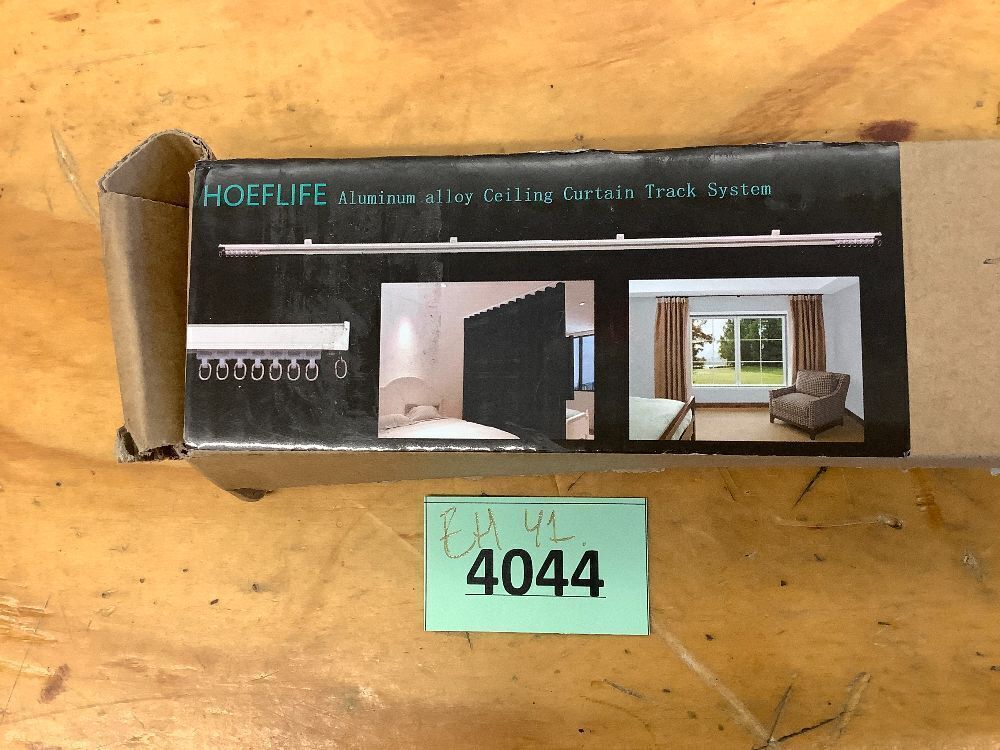 HOEFLIFE Aluminum alloy Ceiling Curtain Track System
EH 41.
4044